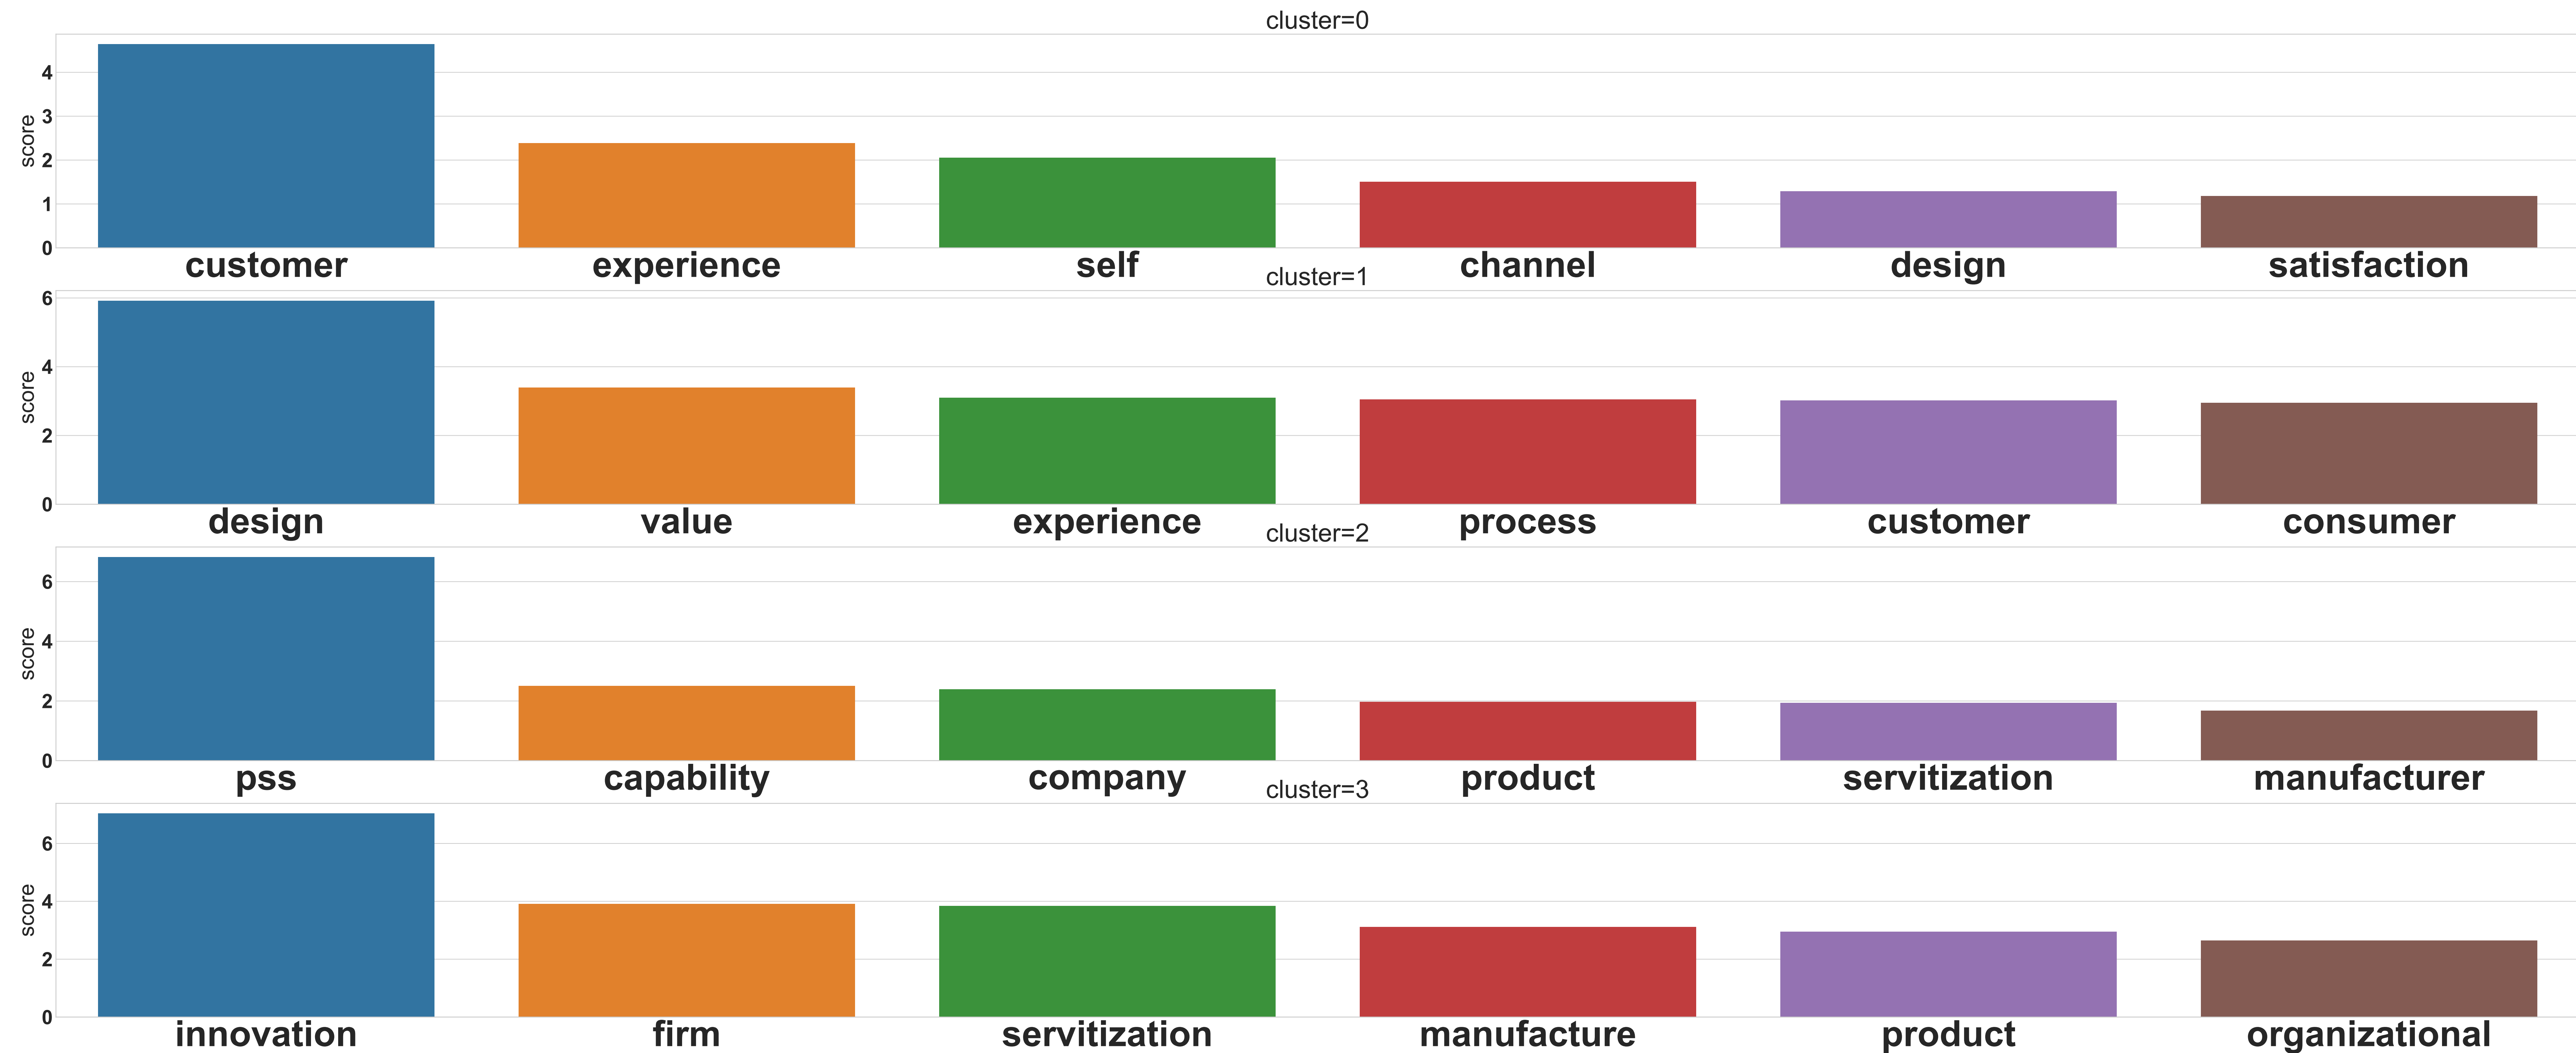 cluster=0
score
4
3
2
1
0
customer experience self channel design satisfaction
cluster=1
score
6
4
2
0
design value experience process customer consumer
cluster=2
score
6
4
2
0
pss capability company product servitization manufacturer
cluster=3
score
6
4
2
0
innovation firm servitization manufacture product organizational